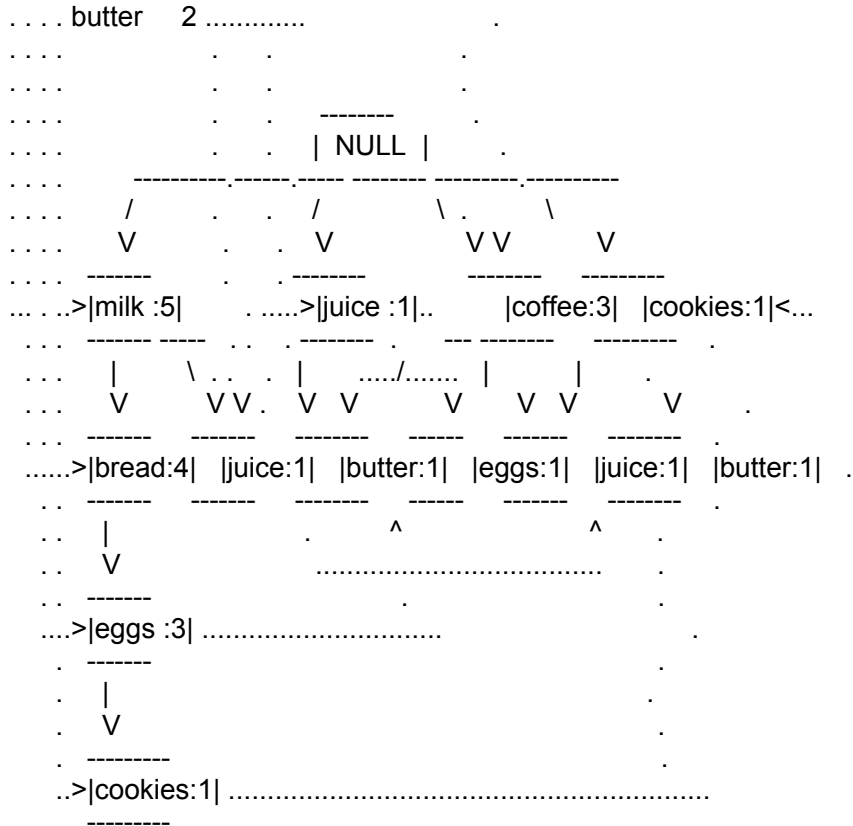 . . . . butter 2 ............. .
. . . . . . .
. . . . . . .
. . . . . . -------- .
. . . . . . | NULL | .
. . . . ----------.------.----- -------- ---------.----------
. . . . / . . / \ . \
. . . . V . . V V V V
. . . . ------- . . -------- -------- ---------
... . ..>|milk :5| . .....>|juice :1|.. |coffee:3| |cookies:1|<...
. . . ------- ----- . . . -------- . --- -------- --------- .
. . . | \ . . . | ...../....... | | .
. . . V V V . V V V V V V .
. . . ------- ------- -------- ------ ------- -------- .
......>|bread:4| |juice:1| |butter:1| |eggs:1| |juice:1| |butter:1| .
. . ------- ------- -------- ------ ------- -------- .
. . | . ^ ^ .
. . V ..................................... .
. . ------- . .
....>|eggs :3| ............................... .
. ------- .
. | .
. V .
. --------- .
..>|cookies:1| ..............................................................
---------